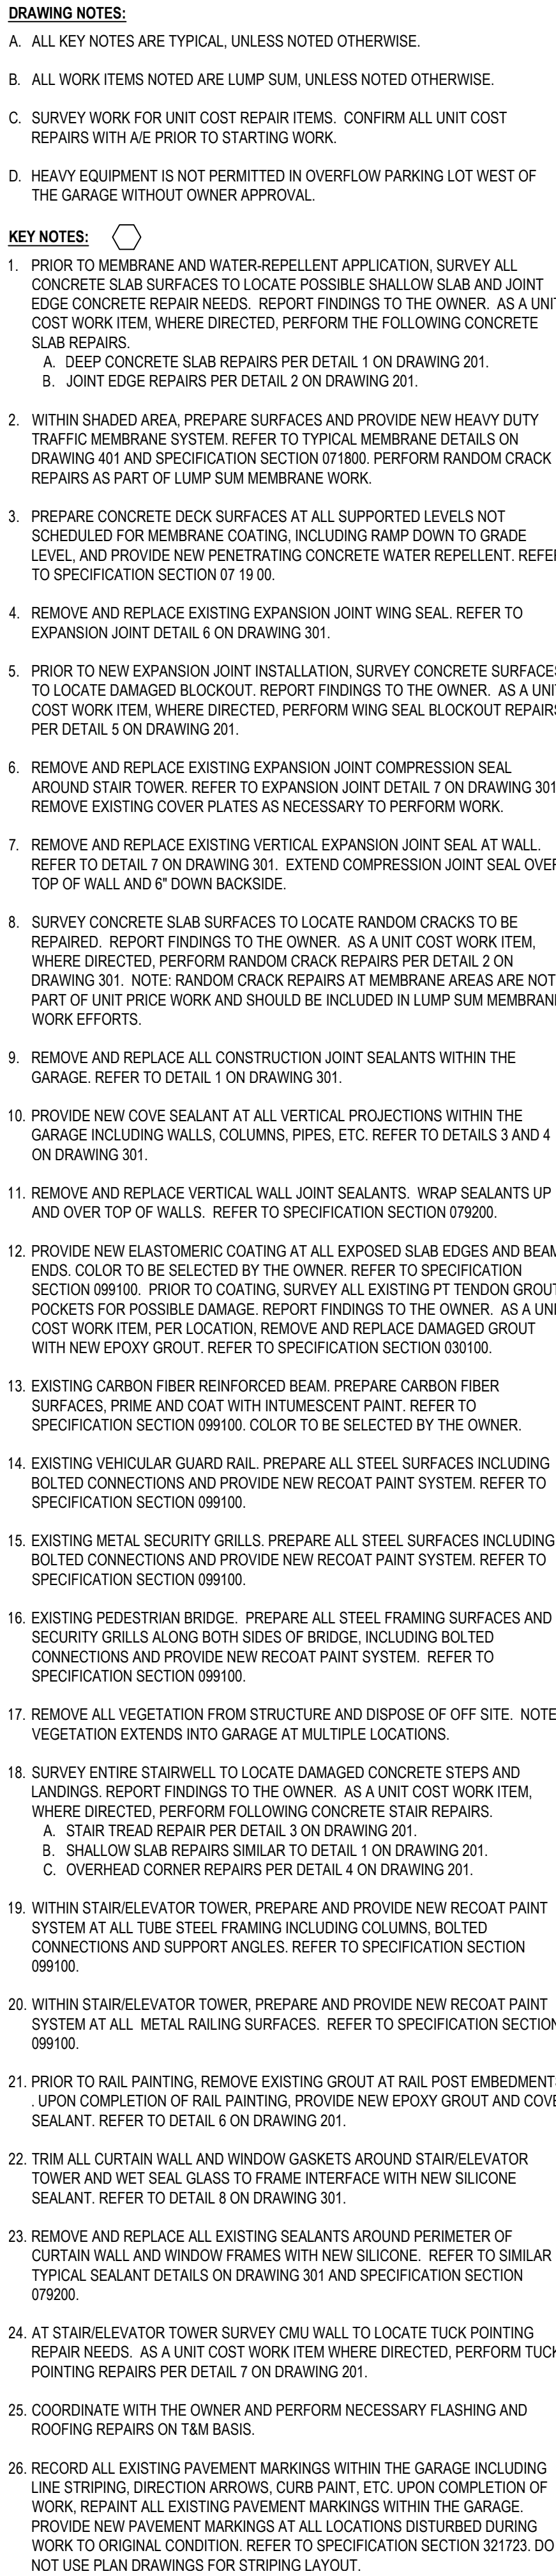 DRAWING NOTES:
A. ALL KEY NOTES ARE TYPICAL, UNLESS NOTED OTHERWISE.
B. ALL WORK ITEMS NOTED ARE LUMP SUM, UNLESS NOTED OTHERWISE.
C. SURVEY WORK FOR UNIT COST REPAIR ITEMS. CONFIRM ALL UNIT COST
REPAIRS WITH A/E PRIOR TO STARTING WORK.
D. HEAVY EQUIPMENT IS NOT PERMITTED IN OVERFLOW PARKING LOT WEST OF
THE GARAGE WITHOUT OWNER APPROVAL.
KEY NOTES:
1. PRIOR TO MEMBRANE AND WATER-REPELLENT APPLICATION, SURVEY ALL
CONCRETE SLAB SURFACES TO LOCATE POSSIBLE SHALLOW SLAB AND JOINT
EDGE CONCRETE REPAIR NEEDS. REPORT FINDINGS TO THE OWNER. AS A UNIT
COST WORK ITEM, WHERE DIRECTED, PERFORM THE FOLLOWING CONCRETE
SLAB REPAIRS.
A. DEEP CONCRETE SLAB REPAIRS PER DETAIL 1 ON DRAWING 201.
B. JOINT EDGE REPAIRS PER DETAIL 2 ON DRAWING 201.
2. WITHIN SHADED AREA, PREPARE SURFACES AND PROVIDE NEW HEAVY DUTY
TRAFFIC MEMBRANE SYSTEM. REFER TO TYPICAL MEMBRANE DETAILS ON
DRAWING 401 AND SPECIFICATION SECTION 071800. PERFORM RANDOM CRACK
REPAIRS AS PART OF LUMP SUM MEMBRANE WORK.
3. PREPARE CONCRETE DECK SURFACES AT ALL SUPPORTED LEVELS NOT
SCHEDULED FOR MEMBRANE COATING, INCLUDING RAMP DOWN TO GRADE
LEVEL, AND PROVIDE NEW PENETRATING CONCRETE WATER REPELLENT. REFER
TO SPECIFICATION SECTION 07 19 00.
4. REMOVE AND REPLACE EXISTING EXPANSION JOINT WING SEAL. REFER TO
EXPANSION JOINT DETAIL 6 ON DRAWING 301.
5. PRIOR TO NEW EXPANSION JOINT INSTALLATION, SURVEY CONCRETE SURFACES
TO LOCATE DAMAGED BLOCKOUT. REPORT FINDINGS TO THE OWNER. AS A UNIT
COST WORK ITEM, WHERE DIRECTED, PERFORM WING SEAL BLOCKOUT REPAIRS
PER DETAIL 5 ON DRAWING 201.
6. REMOVE AND REPLACE EXISTING EXPANSION JOINT COMPRESSION SEAL
AROUND STAIR TOWER. REFER TO EXPANSION JOINT DETAIL 7 ON DRAWING 301
REMOVE EXISTING COVER PLATES AS NECESSARY TO PERFORM WORK.
7. REMOVE AND REPLACE EXISTING VERTICAL EXPANSION JOINT SEAL AT WALL.
REFER TO DETAIL 7 ON DRAWING 301. EXTEND COMPRESSION JOINT SEAL OVER
TOP OF WALL AND 6" DOWN BACKSIDE.
8. SURVEY CONCRETE SLAB SURFACES TO LOCATE RANDOM CRACKS TO BE
REPAIRED. REPORT FINDINGS TO THE OWNER. AS A UNIT COST WORK ITEM,
WHERE DIRECTED, PERFORM RANDOM CRACK REPAIRS PER DETAIL 2 ON
DRAWING 301. NOTE: RANDOM CRACK REPAIRS AT MEMBRANE AREAS ARE NOT
PART OF UNIT PRICE WORK AND SHOULD BE INCLUDED IN LUMP SUM MEMBRANE
WORK EFFORTS.
9. REMOVE AND REPLACE ALL CONSTRUCTION JOINT SEALANTS WITHIN THE
GARAGE. REFER TO DETAIL 1 ON DRAWING 301.
10. PROVIDE NEW COVE SEALANT AT ALL VERTICAL PROJECTIONS WITHIN THE
GARAGE INCLUDING WALLS, COLUMNS, PIPES, ETC. REFER TO DETAILS 3 AND 4
ON DRAWING 301.
11. REMOVE AND REPLACE VERTICAL WALL JOINT SEALANTS. WRAP SEALANTS UP
AND OVER TOP OF WALLS. REFER TO SPECIFICATION SECTION 079200.
12. PROVIDE NEW ELASTOMERIC COATING AT ALL EXPOSED SLAB EDGES AND BEAM
ENDS. COLOR TO BE SELECTED BY THE OWNER. REFER TO SPECIFICATION
SECTION 099100. PRIOR TO COATING, SURVEY ALL EXISTING PT TENDON GROUT
POCKETS FOR POSSIBLE DAMAGE. REPORT FINDINGS TO THE OWNER. AS A UNIT
COST WORK ITEM, PER LOCATION, REMOVE AND REPLACE DAMAGED GROUT
WITH NEW EPOXY GROUT. REFER TO SPECIFICATION SECTION 030100.
13. EXISTING CARBON FIBER REINFORCED BEAM. PREPARE CARBON FIBER
SURFACES, PRIME AND COAT WITH INTUMESCENT PAINT. REFER TO
SPECIFICATION SECTION 099100. COLOR TO BE SELECTED BY THE OWNER.
14. EXISTING VEHICULAR GUARD RAIL. PREPARE ALL STEEL SURFACES INCLUDING
BOLTED CONNECTIONS AND PROVIDE NEW RECOAT PAINT SYSTEM. REFER TO
SPECIFICATION SECTION 099100.
15. EXISTING METAL SECURITY GRILLS. PREPARE ALL STEEL SURFACES INCLUDING
BOLTED CONNECTIONS AND PROVIDE NEW RECOAT PAINT SYSTEM. REFER TO
SPECIFICATION SECTION 099100.
16. EXISTING PEDESTRIAN BRIDGE. PREPARE ALL STEEL FRAMING SURFACES AND
SECURITY GRILLS ALONG BOTH SIDES OF BRIDGE, INCLUDING BOLTED
CONNECTIONS AND PROVIDE NEW RECOAT PAINT SYSTEM. REFER TO
SPECIFICATION SECTION 099100.
17. REMOVE ALL VEGETATION FROM STRUCTURE AND DISPOSE OF OFF SITE. NOTE
VEGETATION EXTENDS INTO GARAGE AT MULTIPLE LOCATIONS.
18. SURVEY ENTIRE STAIRWELL TO LOCATE DAMAGED CONCRETE STEPS AND
LANDINGS. REPORT FINDINGS TO THE OWNER. AS A UNIT COST WORK ITEM,
WHERE DIRECTED, PERFORM FOLLOWING CONCRETE STAIR REPAIRS.
A. STAIR TREAD REPAIR PER DETAIL 3 ON DRAWING 201.
B. SHALLOW SLAB REPAIRS SIMILAR TO DETAIL 1 ON DRAWING 201.
C. OVERHEAD CORNER REPAIRS PER DETAIL 4 ON DRAWING 201.
19. WITHIN STAIR/ELEVATOR TOWER, PREPARE AND PROVIDE NEW RECOAT PAINT
SYSTEM AT ALL TUBE STEEL FRAMING INCLUDING COLUMNS, BOLTED
CONNECTIONS AND SUPPORT ANGLES. REFER TO SPECIFICATION SECTION
099100.
20. WITHIN STAIR/ELEVATOR TOWER, PREPARE AND PROVIDE NEW RECOAT PAINT
SYSTEM AT ALL METAL RAILING SURFACES. REFER TO SPECIFICATION SECTION
099100.
21. PRIOR TO RAIL PAINTING, REMOVE EXISTING GROUT AT RAIL POST EMBEDMENTS
. UPON COMPLETION OF RAIL PAINTING, PROVIDE NEW EPOXY GROUT AND COVE
SEALANT. REFER TO DETAIL 6 ON DRAWING 201.
22. TRIM ALL CURTAIN WALL AND WINDOW GASKETS AROUND STAIR/ELEVATOR
TOWER AND WET SEAL GLASS TO FRAME INTERFACE WITH NEW SILICONE
SEALANT. REFER TO DETAIL 8 ON DRAWING 301.
23. REMOVE AND REPLACE ALL EXISTING SEALANTS AROUND PERIMETER OF
CURTAIN WALL AND WINDOW FRAMES WITH NEW SILICONE. REFER TO SIMILAR
TYPICAL SEALANT DETAILS ON DRAWING 301 AND SPECIFICATION SECTION
079200.
24. AT STAIR/ELEVATOR TOWER SURVEY CMU WALL TO LOCATE TUCK POINTING
REPAIR NEEDS. AS A UNIT COST WORK ITEM WHERE DIRECTED, PERFORM TUCK
POINTING REPAIRS PER DETAIL 7 ON DRAWING 201.
25. COORDINATE WITH THE OWNER AND PERFORM NECESSARY FLASHING AND
ROOFING REPAIRS ON T&M BASIS.
26. RECORD ALL EXISTING PAVEMENT MARKINGS WITHIN THE GARAGE INCLUDING
LINE STRIPING, DIRECTION ARROWS, CURB PAINT, ETC. UPON COMPLETION OF
WORK, REPAINT ALL EXISTING PAVEMENT MARKINGS WITHIN THE GARAGE.
PROVIDE NEW PAVEMENT MARKINGS AT ALL LOCATIONS DISTURBED DURING
WORK TO ORIGINAL CONDITION. REFER TO SPECIFICATION SECTION 321723. DO
NOT USE PLAN DRAWINGS FOR STRIPING LAYOUT.